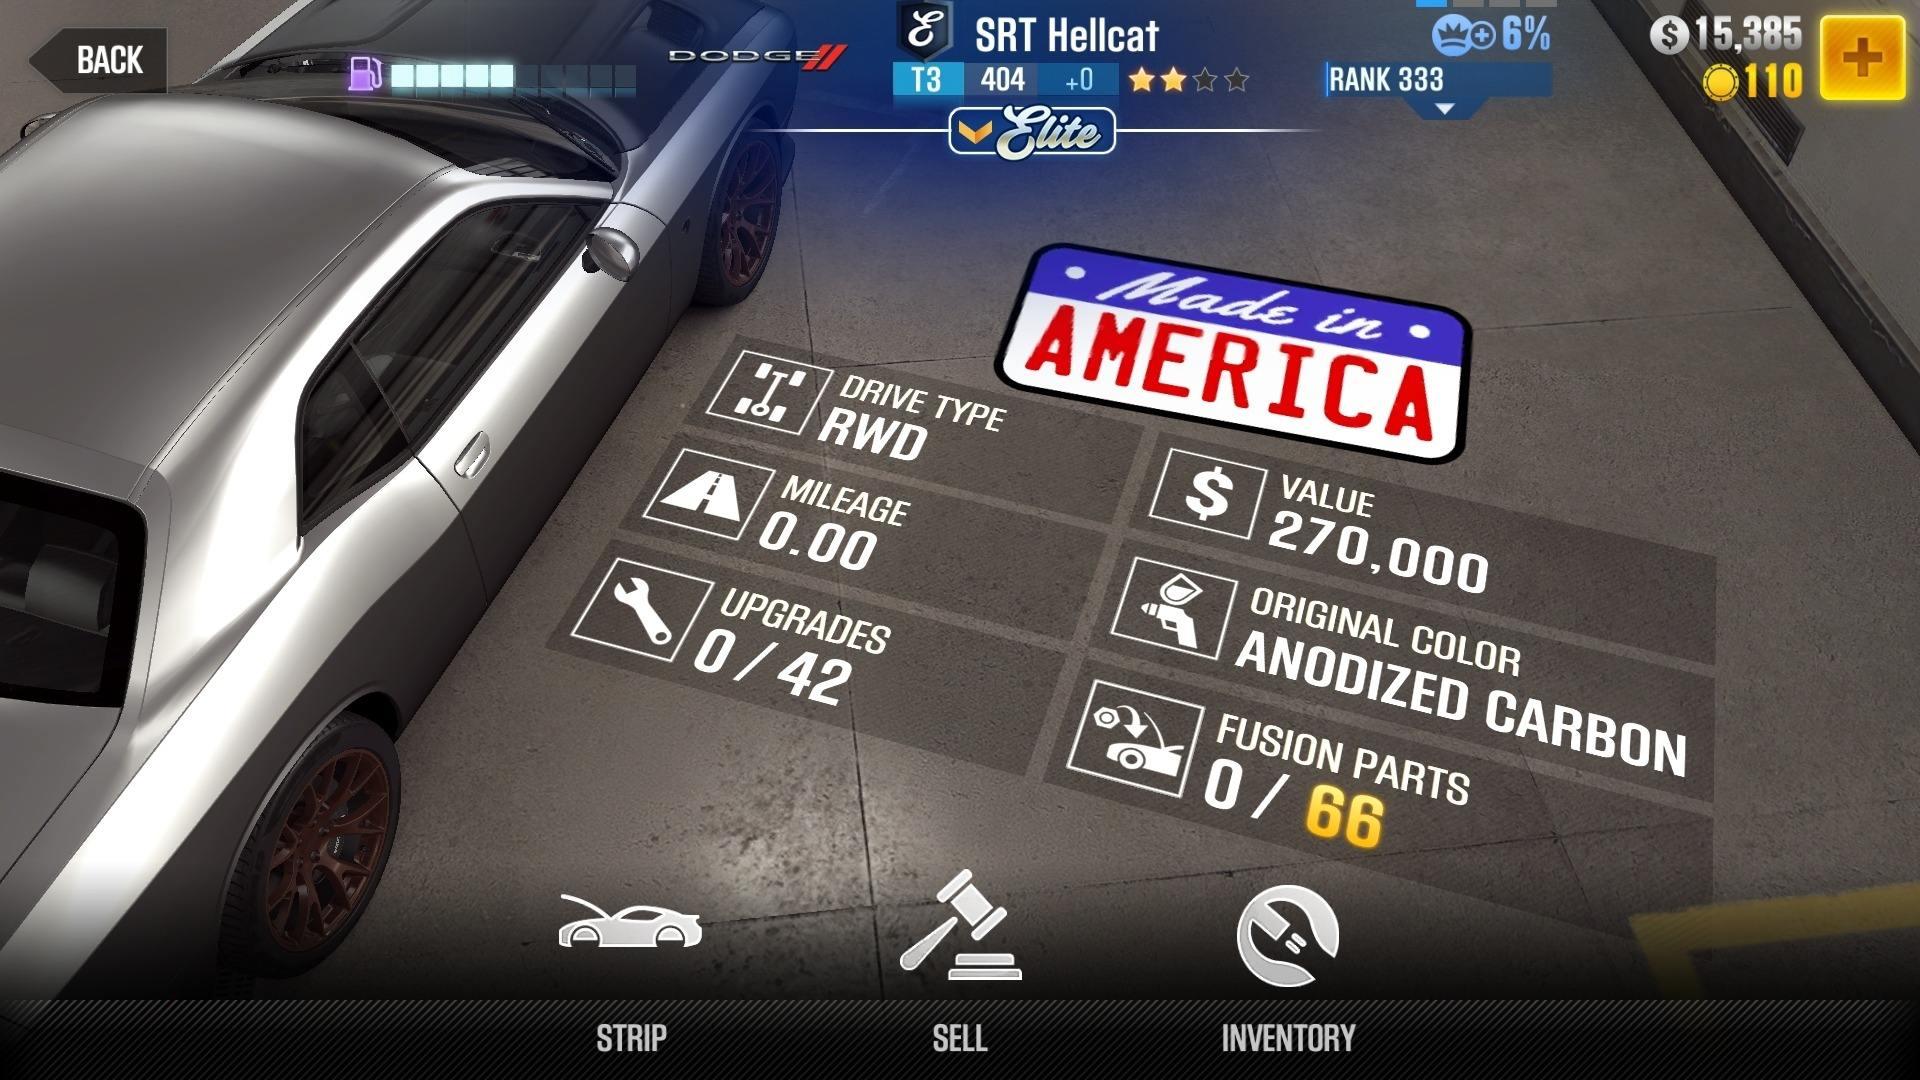 BACK
DODGE
SRT Hellcat
T3 404 +0
Elite
6%
RANK 333
15,385
110
Made in
AMERICA
DRIVE TYPE
RWD
MILEAGE
0.00
UPGRADES
0 / 42
VALUE
270,000
ORIGINAL COLOR
ANODIZED CARBON
FUSION PARTS
0 / 66
STRIP
SELL
INVENTORY